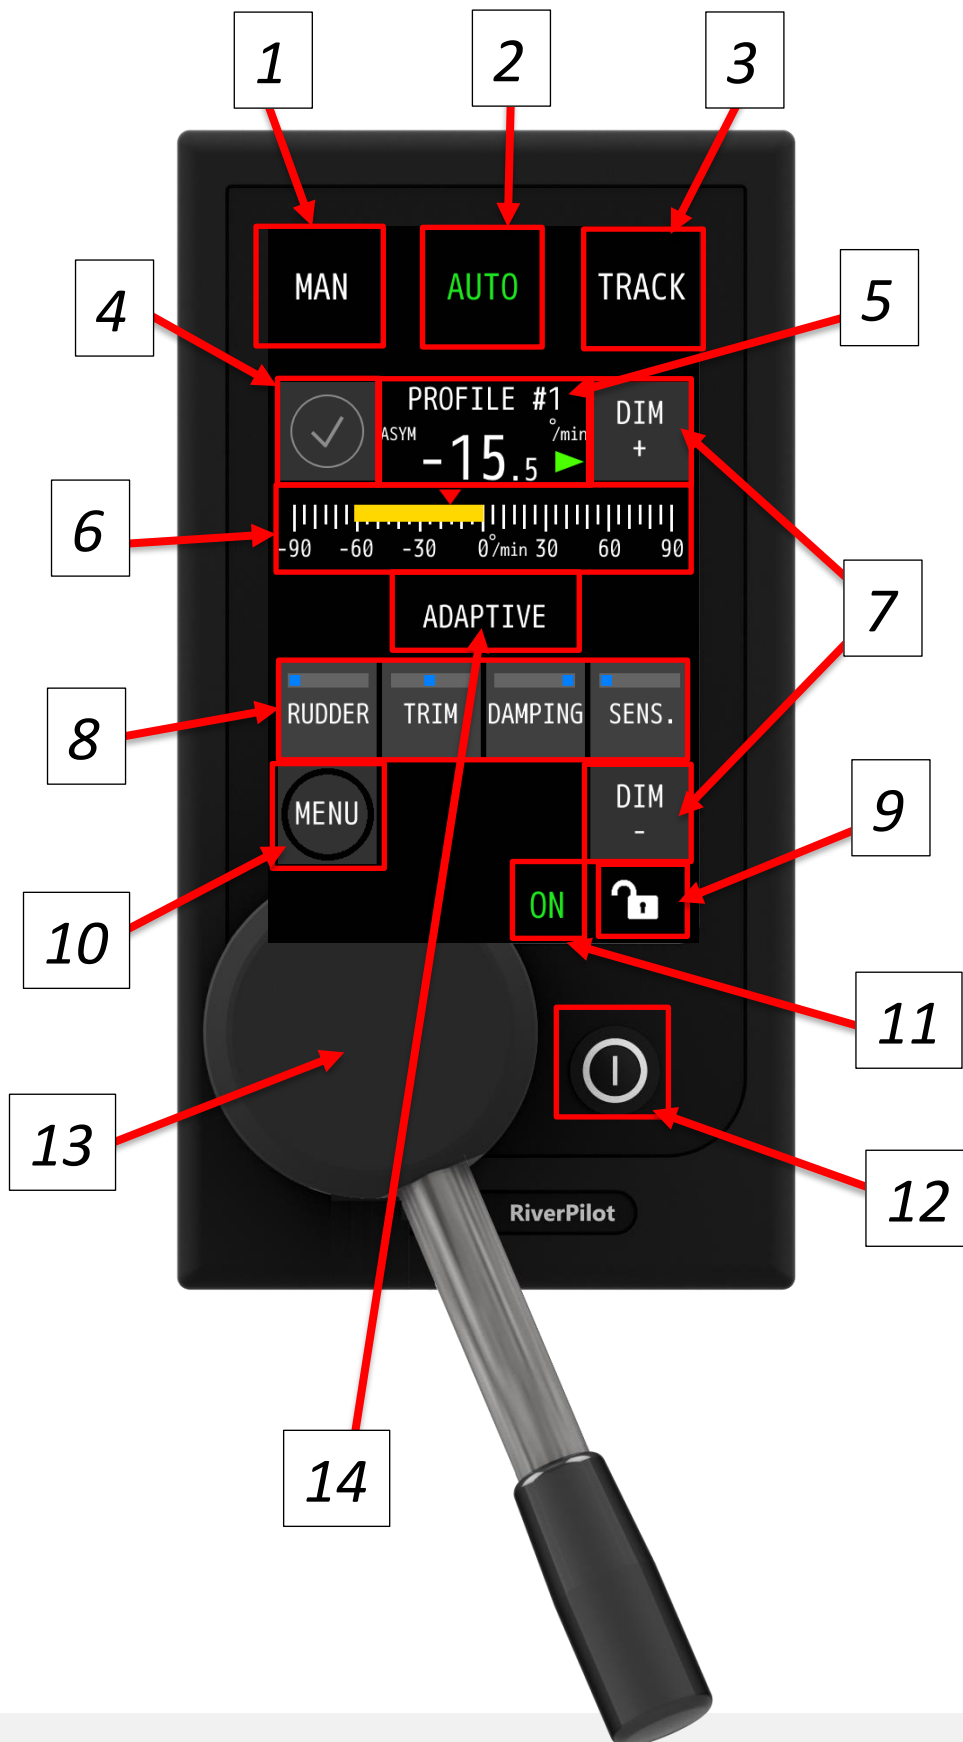 1
2
3
MAN
AUTO
TRACK
4
5
PROFILE #1
ASYM
-15.5
°/min
DIM
+
6
-90 -60 -30 0°/min 30 60 90
7
ADAPTIVE
8
RUDDER
TRIM
DAMPING
SENS.
MENU
DIM
-
9
ON
10
11
13
12
RiverPilot
14